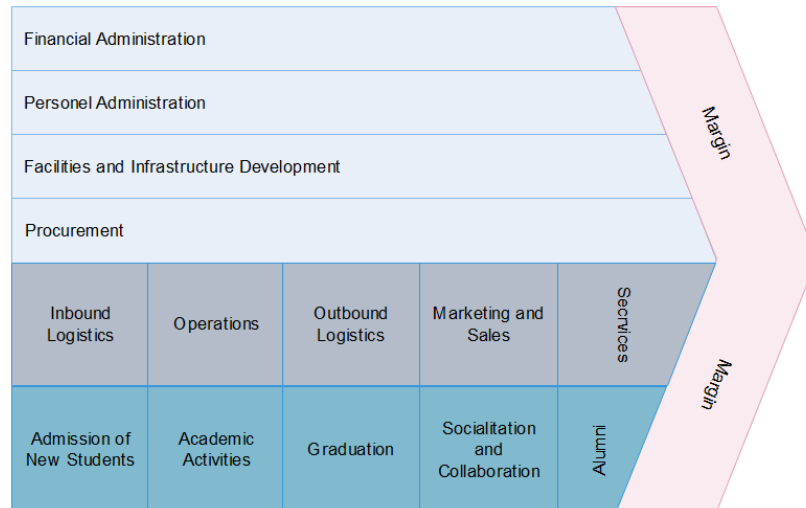 Financial Administration
Personel Administration
Facilities and Infrastructure Development
Procurement
Margin
Inbound
Logistics
Operations
Outbound
Logistics
Marketing and
Sales
Secrvices
Margin
Admission of
New Students
Academic
Activities
Graduation
Socialitation
and
Collaboration
Alumni